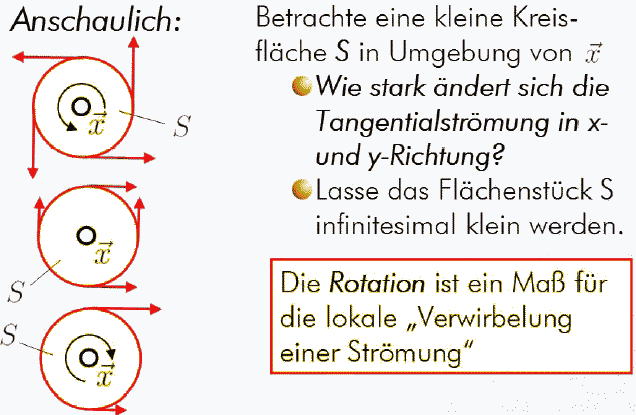 Anschaulich:
x⃗
S
x⃗
S
S
x⃗
Betrachte eine kleine Kreis-
fläche S in Umgebung von x⃗
Wie stark ändert sich die
Tangentialströmung in x-
und y-Richtung?
Lasse das Flächenstück S
infinitesimal klein werden.
Die Rotation ist ein Maß für
die lokale „Verwirbelung
einer Strömung“